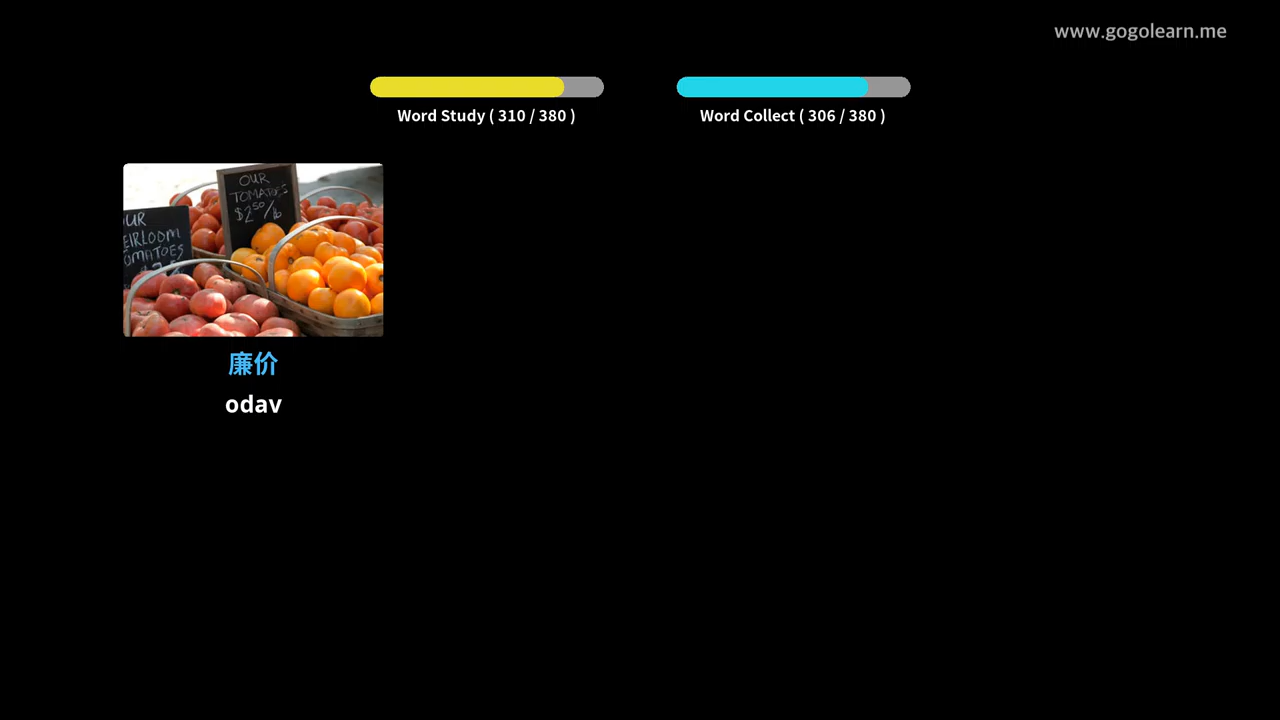 www.gogolearn.me
Word Study ( 310 / 380 )
Word Collect ( 306 / 380 )
OUR
TOMATOES
$2.50/lb
UR
EIRLOOM
OMATOES
廉价
odav